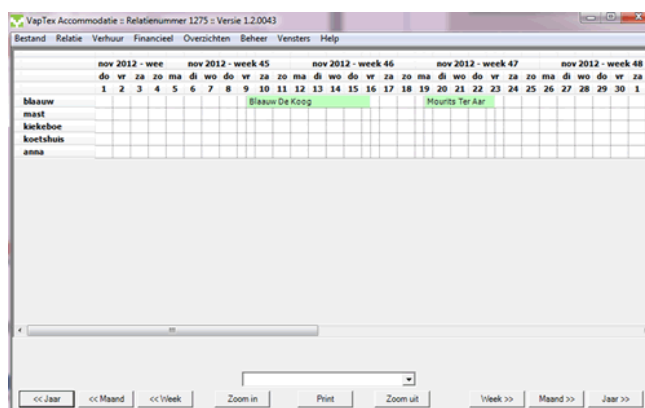 VapTex Accommodatie :: Relatienummer 1275 :: Versie 1.2.0043
Bestand Relatie Verhuur Financieel Overzichten Beheer Vensters Help
nov 2012 - wee nov 2012 - week 45 nov 2012 - week 46 nov 2012 - week 47 nov 2012 - week 48
do vr za zo ma di wo do vr za zo ma di wo do vr za zo ma di wo do vr za zo ma di wo do vr za
1 2 3 4 5 6 7 8 9 10 11 12 13 14 15 16 17 18 19 20 21 22 23 24 25 26 27 28 29 30 1
blaauw Blaauw De Koog Mourits Ter Aar
mast
kiekeboe
koetshuis
anna
<< Jaar << Maand << Week Zoom in Print Zoom uit Week >> Maand >> Jaar >>